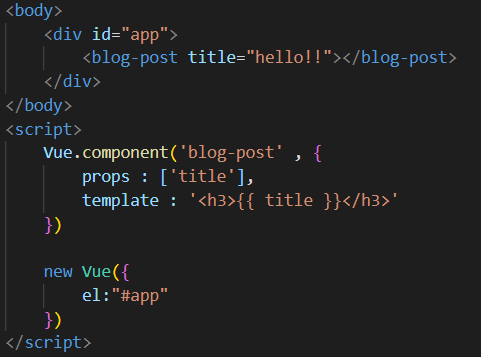 <body>
    <div id="app">
        <blog-post title="hello!!"></blog-post>
    </div>
</body>
<script>
    Vue.component('blog-post' , {
        props : ['title'],
        template : '<h3>{{ title }}</h3>'
    })

    new Vue({
        el:"#app"
    })
</script>